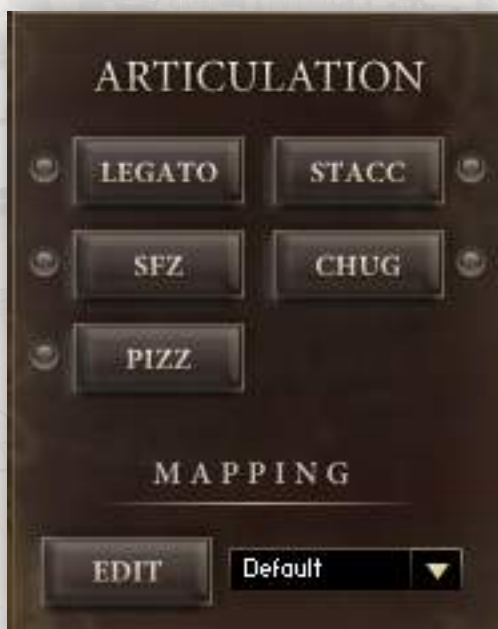 ARTICULATION
LEGATO STACC
SFZ CHUG
PIZZ
MAPPING
EDIT Default